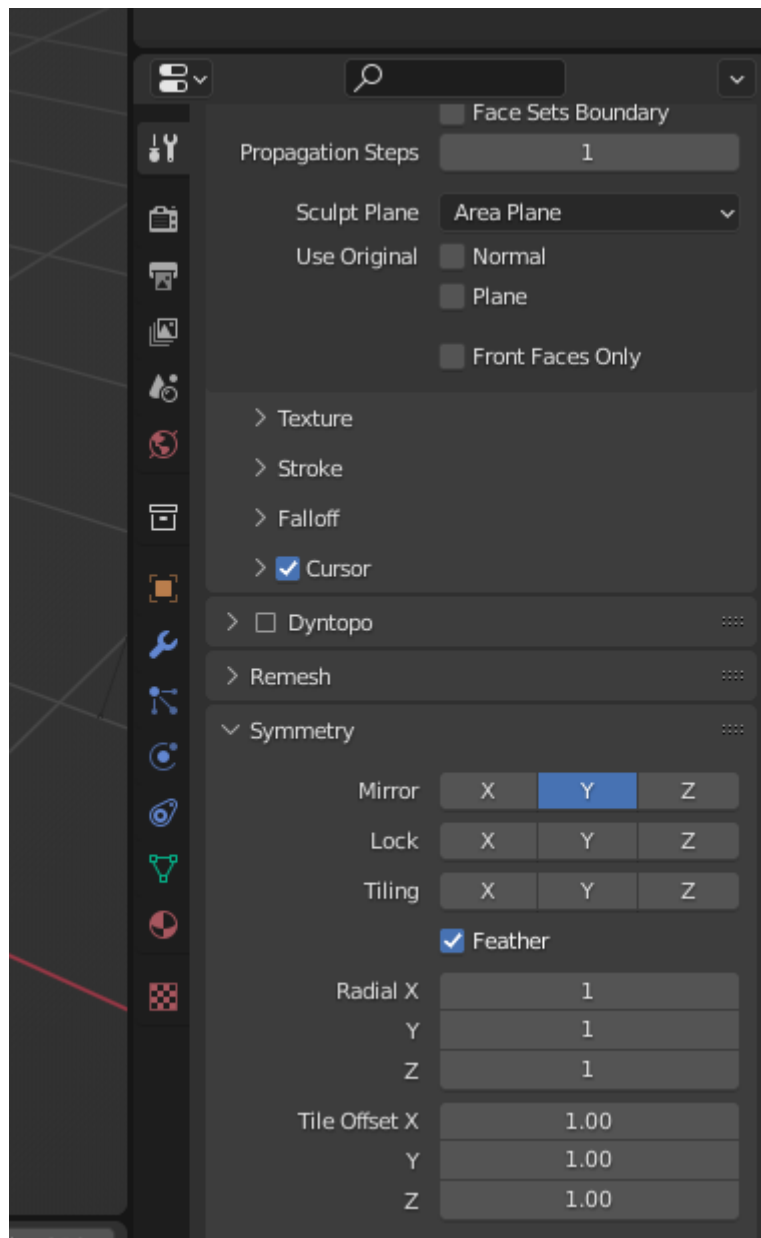 Face Sets Boundary
Propagation Steps 1
Sculpt Plane Area Plane
Use Original Normal
Plane
Front Faces Only
Texture
Stroke
Falloff
Cursor
Dyntopo
Remesh
Symmetry
Mirror X Y Z
Lock X Y Z
Tiling X Y Z
Feather
Radial X 1
Y 1
Z 1
Tile Offset X 1.00
Y 1.00
Z 1.00